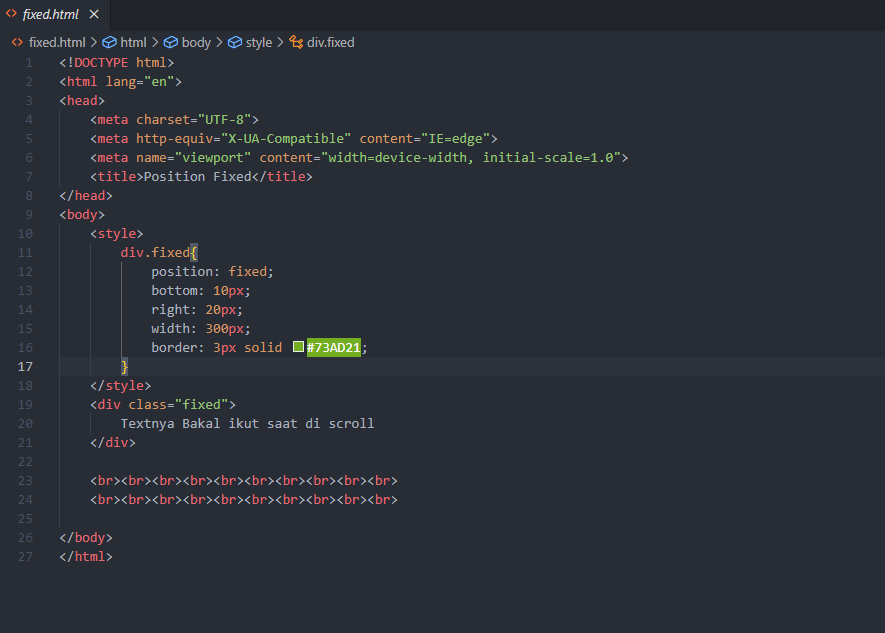 fixed.html
fixed.html > html > body > style > div.fixed
1 <!DOCTYPE html>
2 <html lang="en">
3 <head>
4 <meta charset="UTF-8">
5 <meta http-equiv="X-UA-Compatible" content="IE=edge">
6 <meta name="viewport" content="width=device-width, initial-scale=1.0">
7 <title>Position Fixed</title>
8 </head>
9 <body>
10 <style>
11 div.fixed{
12 position: fixed;
13 bottom: 10px;
14 right: 20px;
15 width: 300px;
16 border: 3px solid #73AD21;
17 }
18 </style>
19 <div class="fixed">
20 Textnya Bakal ikut saat di scroll
21 </div>
22
23 <br><br><br><br><br><br><br><br><br><br>
24 <br><br><br><br><br><br><br><br><br><br>
25
26 </body>
27 </html>